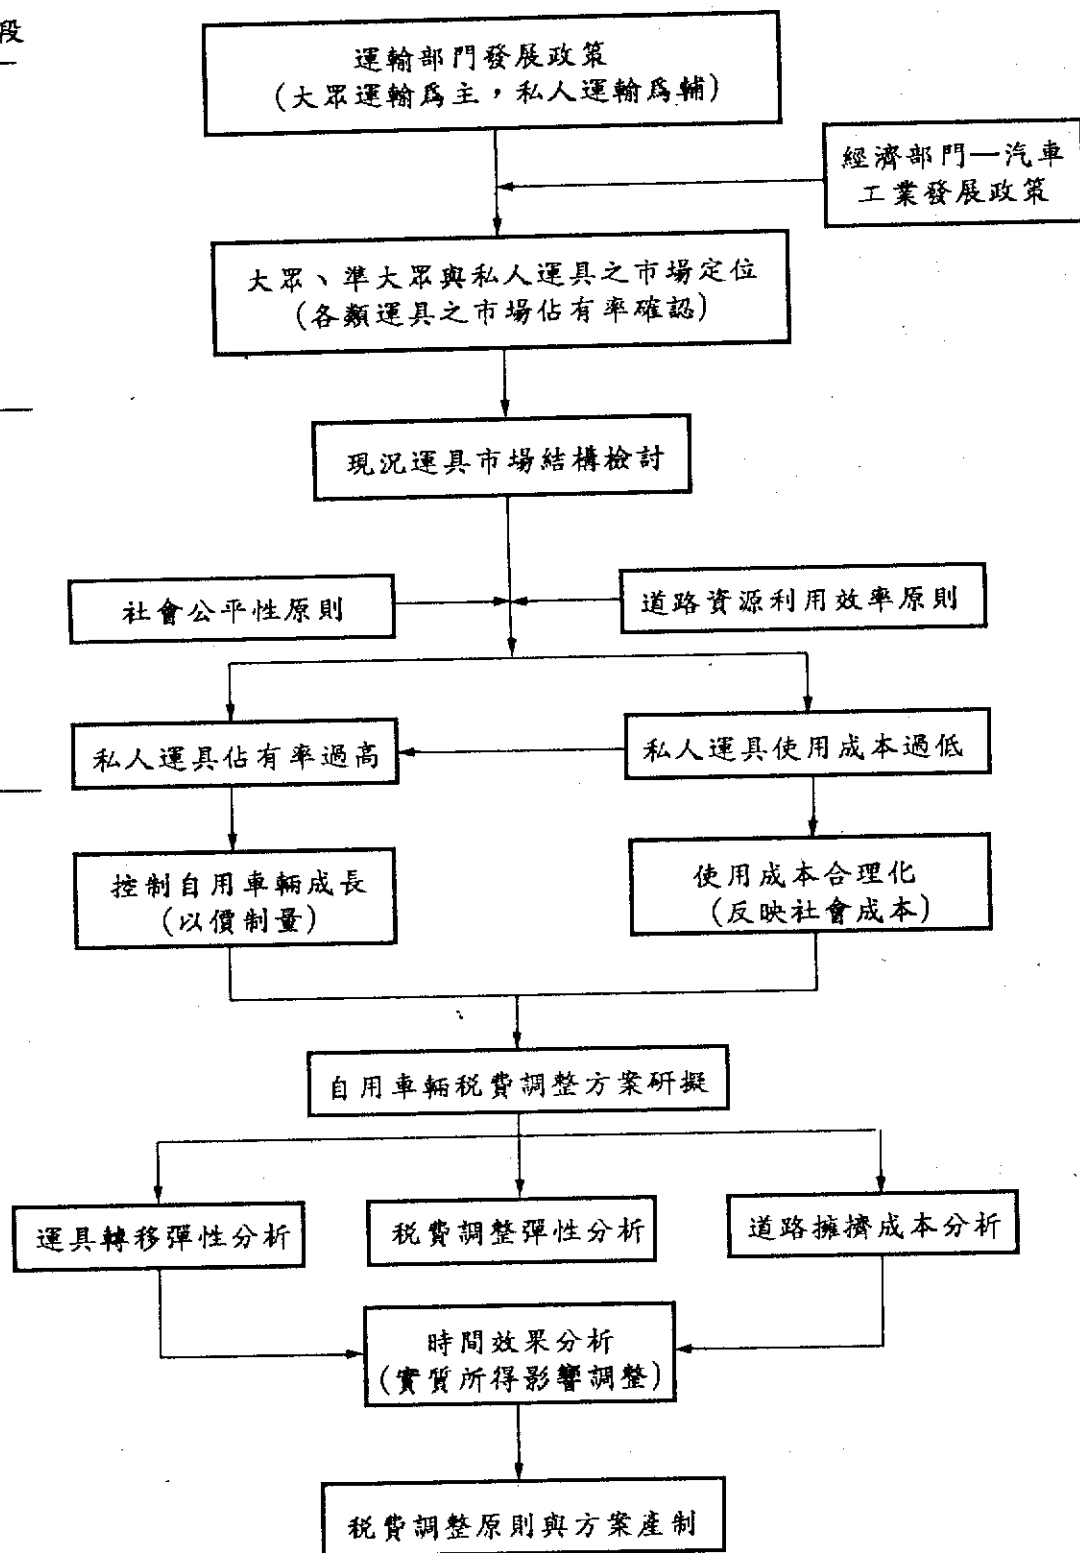 段
運輸部門發展政策
(大眾運輸爲主，私人運輸爲輔)
經濟部門—汽車
工業發展政策
大眾、準大眾與私人運具之市場定位
(各類運具之市場佔有率確認)
現況運具市場結構檢討
社會公平性原則
道路資源利用效率原則
私人運具佔有率過高
私人運具使用成本過低
控制自用車輛成長
(以價制量)
使用成本合理化
(反映社會成本)
自用車輛稅費調整方案研擬
運具轉移彈性分析
稅費調整彈性分析
道路擁擠成本分析
時間效果分析
(實質所得影響調整)
稅費調整原則與方案產制